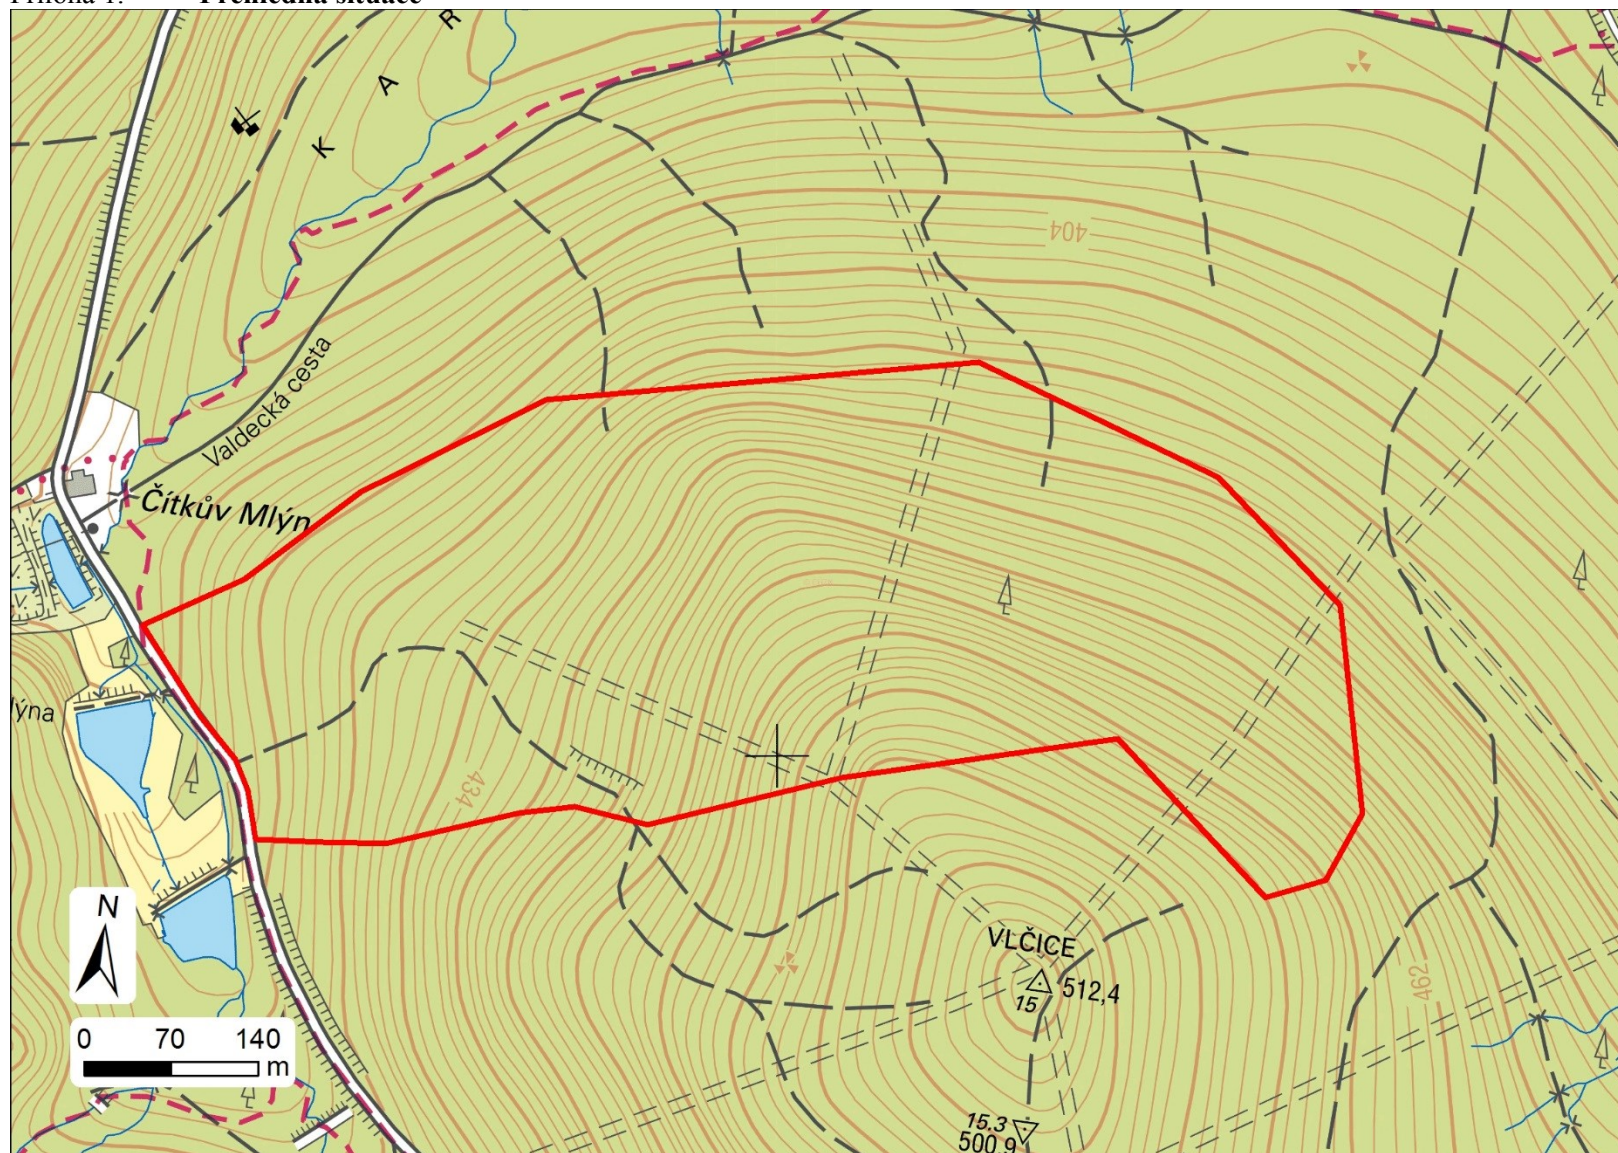 Příloha 1. Přehledná situace
K A R
404
Valdecká cesta
Čítkův Mlýn
lýna
434
N
VLČICE
15
512,4
462
0 70 140
m
15.3
500,9